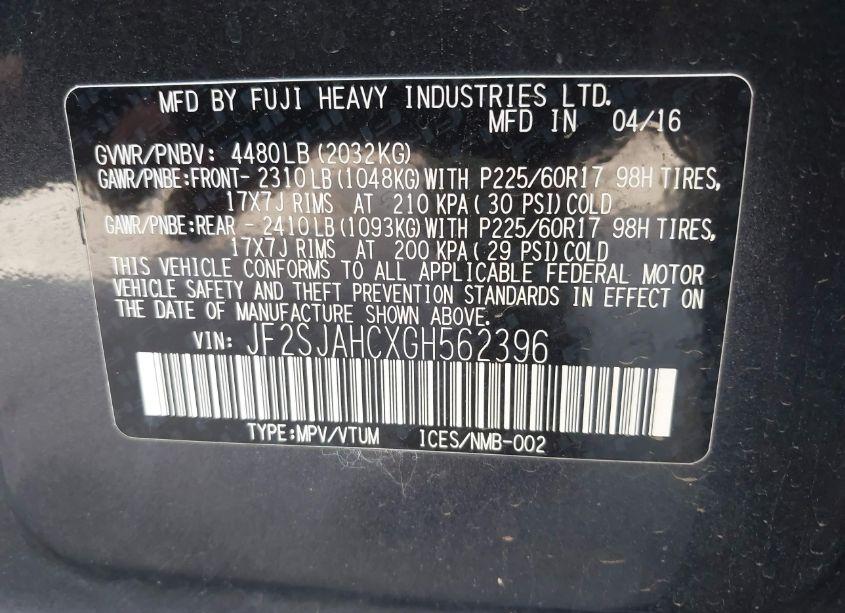 MFD BY FUJI HEAVY INDUSTRIES LTD.
MFD IN 04/16
GVWR/PNBV: 4480LB (2032KG)
GAWR/PNBE:FRONT- 2310LB (1048KG) WITH P225/60R17 98H TIRES,
17X7J RIMS AT 210 KPA ( 30 PSI) COLD
GAWR/PNBE:REAR - 2410LB (1093KG) WITH P225/60R17 98H TIRES,
17X7J RIMS AT 200 KPA ( 29 PSI) COLD
THIS VEHICLE CONFORMS TO ALL APPLICABLE FEDERAL MOTOR
VEHICLE SAFETY AND THEFT PREVENTION STANDARDS IN EFFECT ON
THE DATE OF MANUFACTURE SHOWN ABOVE.
VIN: JF2SJAHCXGH562396
TYPE:MPV/VTUM ICES/NMB-002